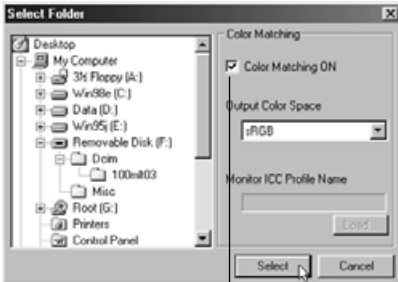 Select Folder
Desktop
My Computer
3½ Floppy (A:)
Win98e (C:)
Data (D:)
Win95j (E:)
Removable Disk (F:)
Dcim
100mlt03
Misc
Root (G:)
Printers
Control Panel
Color Matching
Color Matching ON
Output Color Space
sRGB
Monitor ICC Profile Name
Load...
Select
Cancel